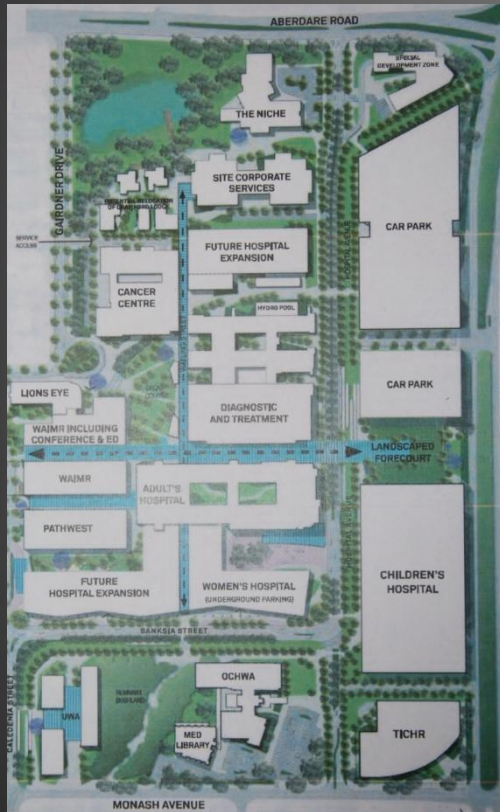 ABERDARE ROAD
SPECIAL
DEVELOPMENT ZONE
THE NICHE
GAIRDNER DRIVE
SITE CORPORATE
SERVICES
SERVICE
ACCESS
CAR PARK
FUTURE HOSPITAL
EXPANSION
CANCER
CENTRE
HYDRO POOL
LIONS EYE
CAR PARK
DIAGNOSTIC
AND TREATMENT
WAIMR INCLUDING
CONFERENCE & ED
LANDSCAPED
FORECOURT
WAIMR
ADULT'S
HOSPITAL
PATHWEST
CHILDREN'S
HOSPITAL
FUTURE
HOSPITAL EXPANSION
WOMEN'S HOSPITAL
(UNDERGROUND PARKING)
BANKSIA STREET
OCHWA
CALEDENIA STREET
UWA
BUSHLAND
MED
LIBRARY
TICHR
MONASH AVENUE